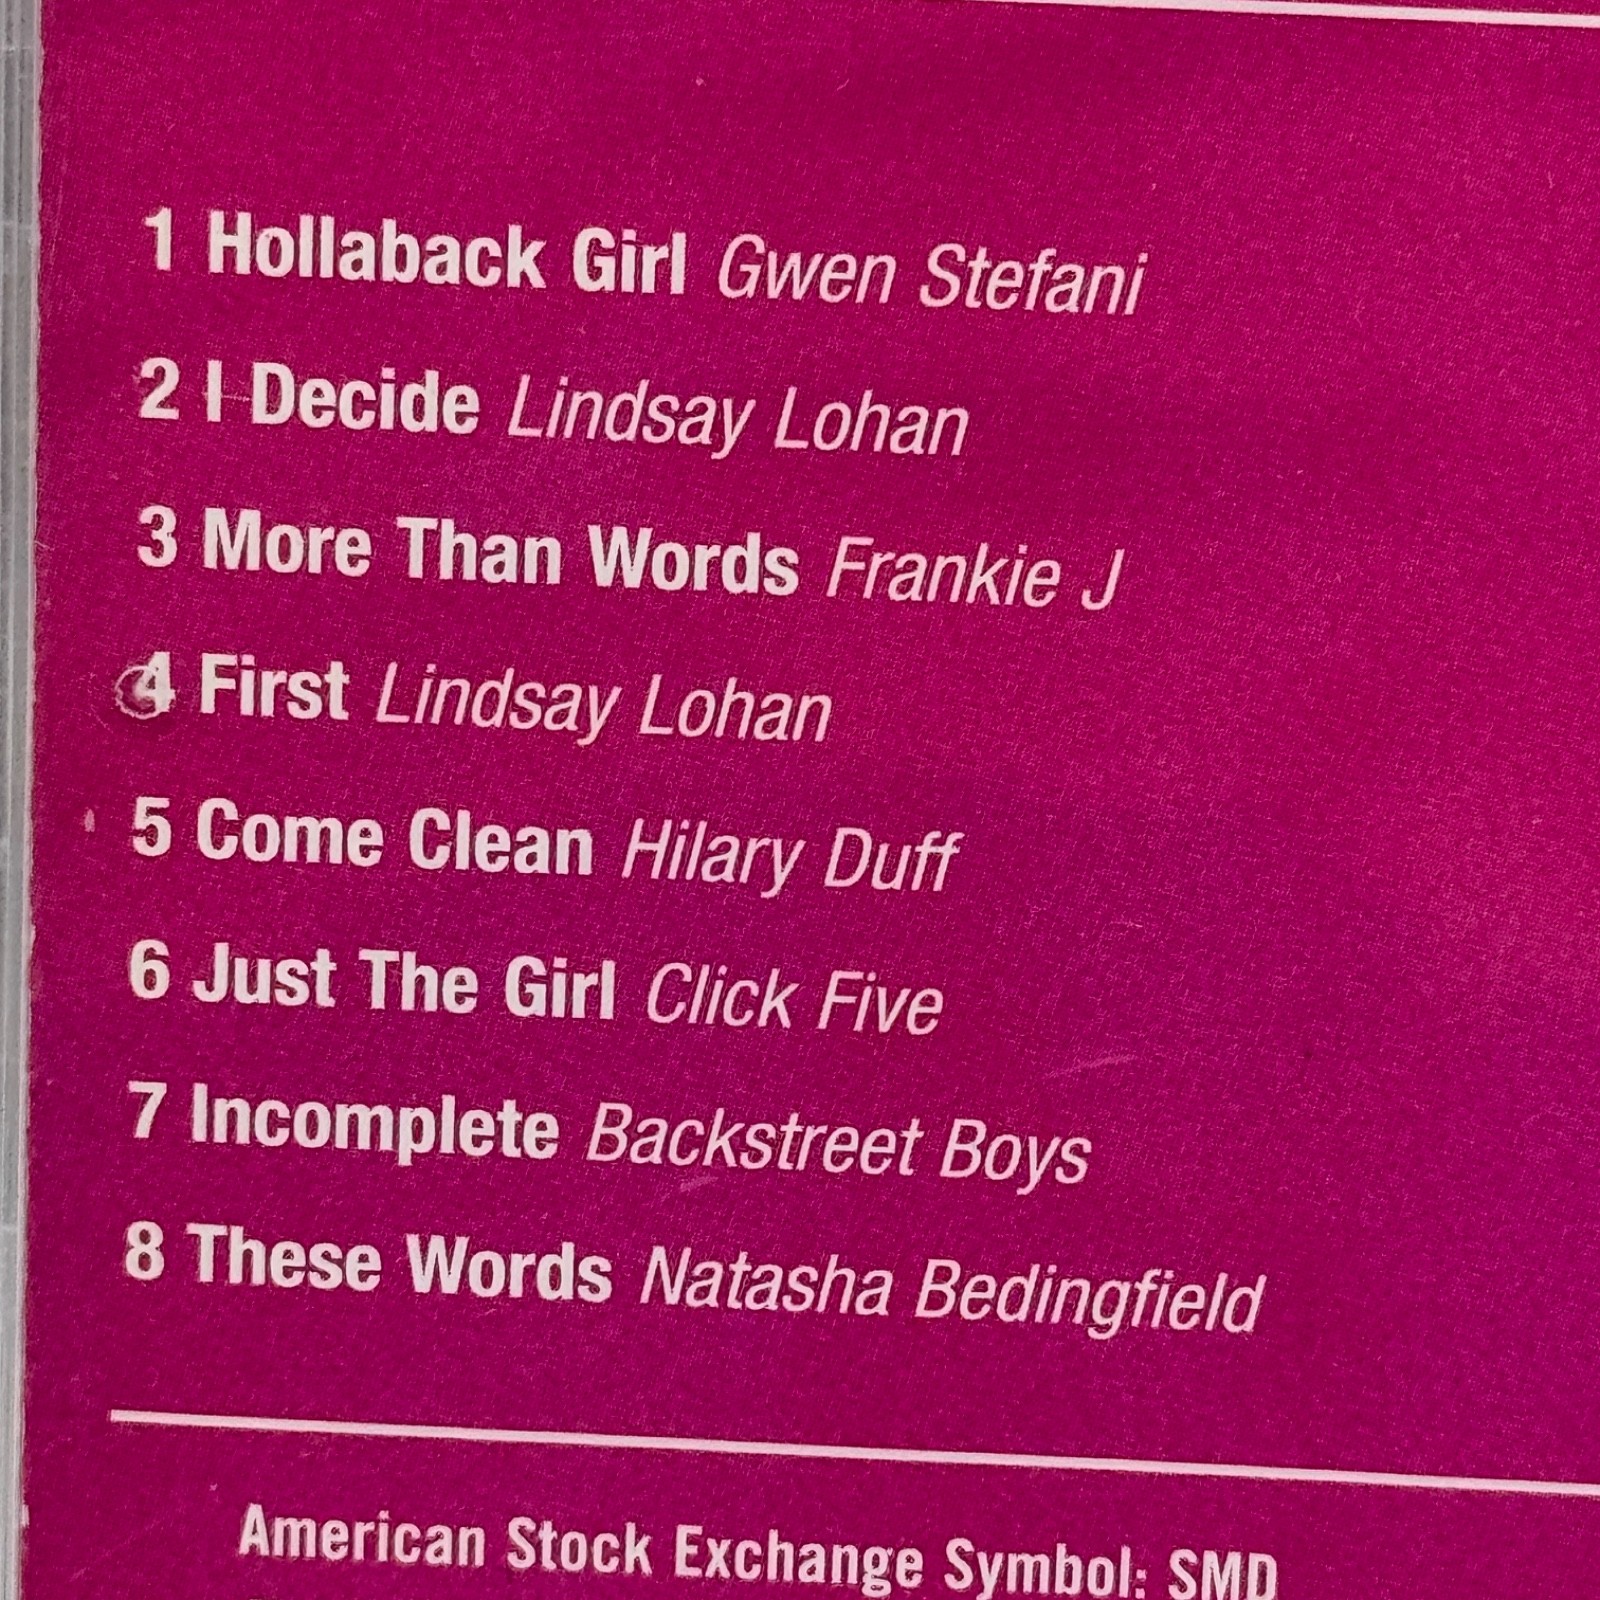 1 Hollaback Girl Gwen Stefani
2 I Decide Lindsay Lohan
3 More Than Words Frankie J
4 First Lindsay Lohan
5 Come Clean Hilary Duff
6 Just The Girl Click Five
7 Incomplete Backstreet Boys
8 These Words Natasha Bedingfield
American Stock Exchange Symbol: SMD